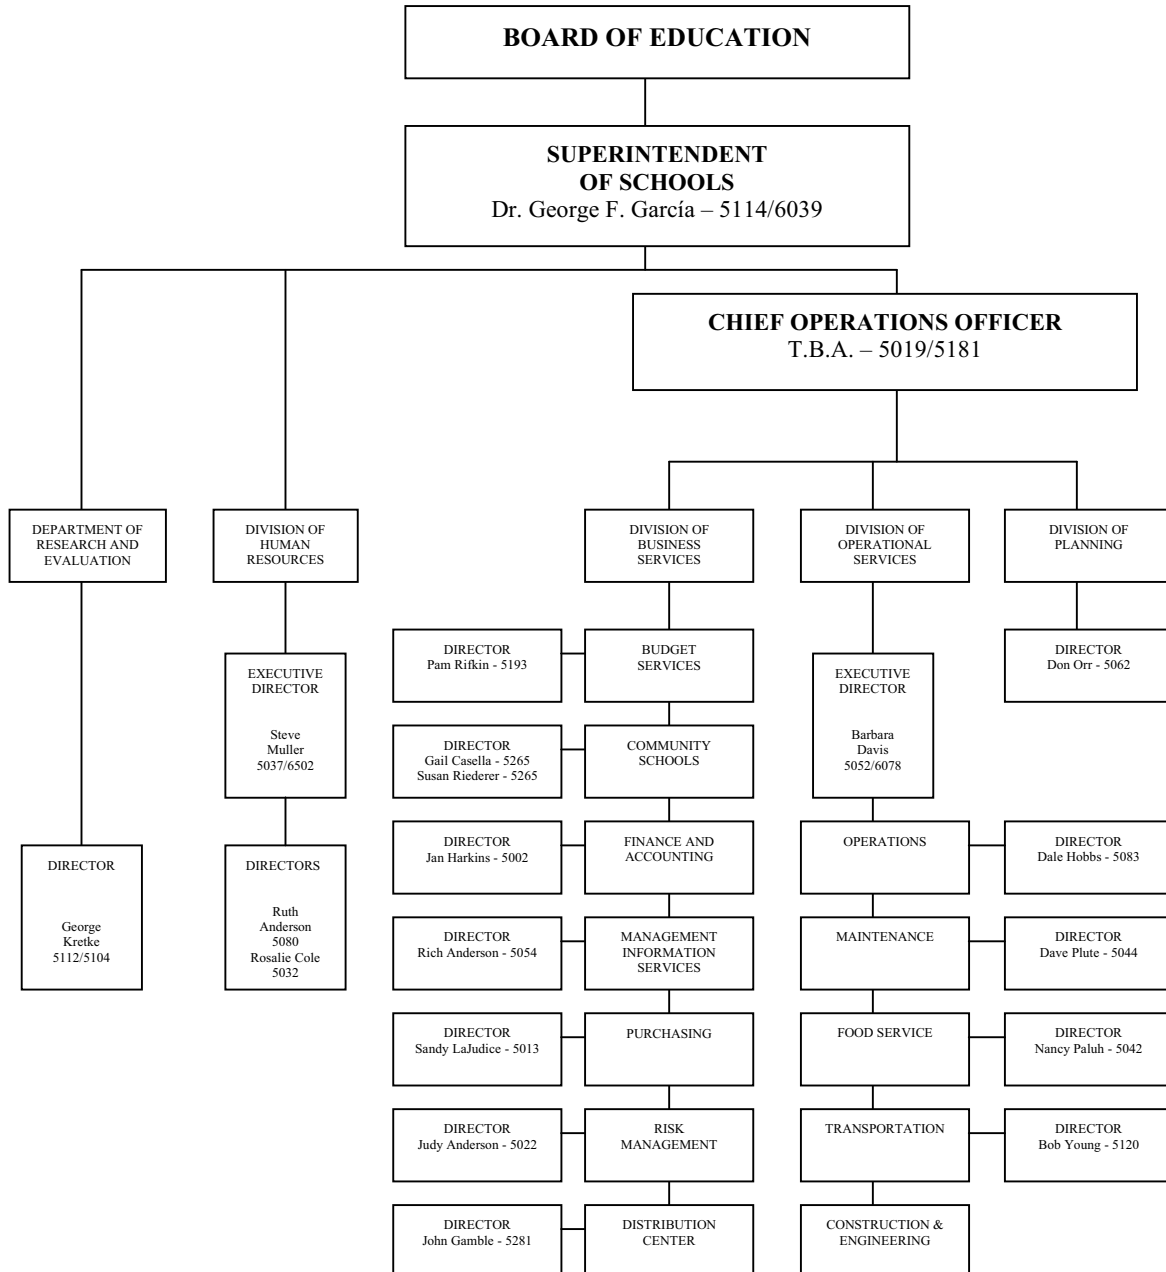 BOARD OF EDUCATION
SUPERINTENDENT
OF SCHOOLS
Dr. George F. García – 5114/6039
CHIEF OPERATIONS OFFICER
T.B.A. – 5019/5181
DEPARTMENT OF
RESEARCH AND
EVALUATION
DIRECTOR
George
Kretke
5112/5104
DIVISION OF
HUMAN
RESOURCES
EXECUTIVE
DIRECTOR
Steve
Muller
5037/6502
DIRECTORS
Ruth
Anderson
5080
Rosalie Cole
5032
DIVISION OF
BUSINESS
SERVICES
DIRECTOR
Pam Rifkin - 5193
BUDGET
SERVICES
DIRECTOR
Gail Casella - 5265
Susan Riederer - 5265
COMMUNITY
SCHOOLS
DIRECTOR
Jan Harkins - 5002
FINANCE AND
ACCOUNTING
DIRECTOR
Rich Anderson - 5054
MANAGEMENT
INFORMATION
SERVICES
DIRECTOR
Sandy LaJudice - 5013
PURCHASING
DIRECTOR
Judy Anderson - 5022
RISK
MANAGEMENT
DIRECTOR
John Gamble - 5281
DISTRIBUTION
CENTER
DIVISION OF
OPERATIONAL
SERVICES
EXECUTIVE
DIRECTOR
Barbara
Davis
5052/6078
OPERATIONS
DIRECTOR
Dale Hobbs - 5083
MAINTENANCE
DIRECTOR
Dave Plute - 5044
FOOD SERVICE
DIRECTOR
Nancy Paluh - 5042
TRANSPORTATION
DIRECTOR
Bob Young - 5120
CONSTRUCTION &
ENGINEERING
DIVISION OF
PLANNING
DIRECTOR
Don Orr - 5062